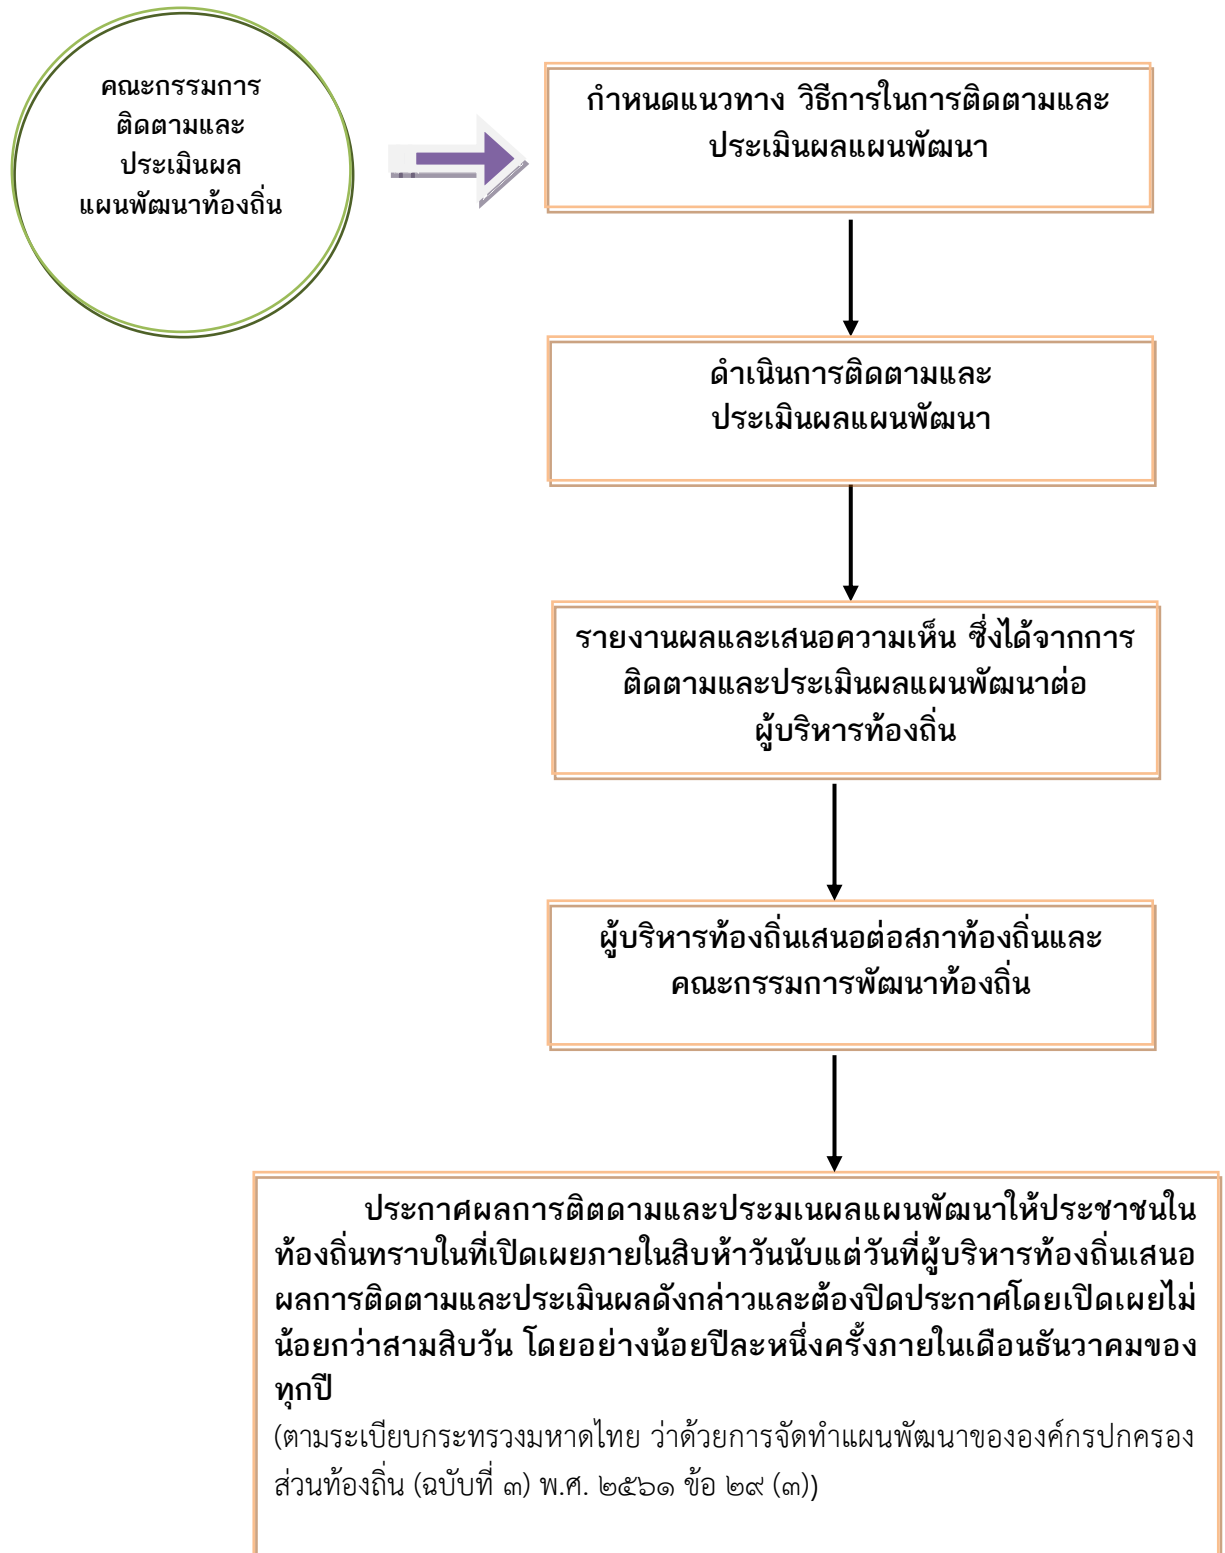 คณะกรรมการ
ติดตามและ
ประเมินผล
แผนพัฒนาท้องถิ่น
กำหนดแนวทาง วิธีการในการติดตามและ
ประเมินผลแผนพัฒนา
ดำเนินการติดตามและ
ประเมินผลแผนพัฒนา
รายงานผลและเสนอความเห็น ซึ่งได้จากการ
ติดตามและประเมินผลแผนพัฒนาต่อ
ผู้บริหารท้องถิ่น
ผู้บริหารท้องถิ่นเสนอต่อสภาท้องถิ่นและ
คณะกรรมการพัฒนาท้องถิ่น
ประกาศผลการติตดามและประมเนผลแผนพัฒนาให้ประชาชนใน
ท้องถิ่นทราบในที่เปิดเผยภายในสิบห้าวันนับแต่วันที่ผู้บริหารท้องถิ่นเสนอ
ผลการติดตามและประเมินผลดังกล่าวและต้องปิดประกาศโดยเปิดเผยไม่
น้อยกว่าสามสิบวัน โดยอย่างน้อยปีละหนึ่งครั้งภายในเดือนธันวาคมของ
ทุกปี
(ตามระเบียบกระทรวงมหาดไทย ว่าด้วยการจัดทำแผนพัฒนาขององค์กรปกครอง
ส่วนท้องถิ่น (ฉบับที่ ๓) พ.ศ. ๒๕๖๑ ข้อ ๒๙ (๓))